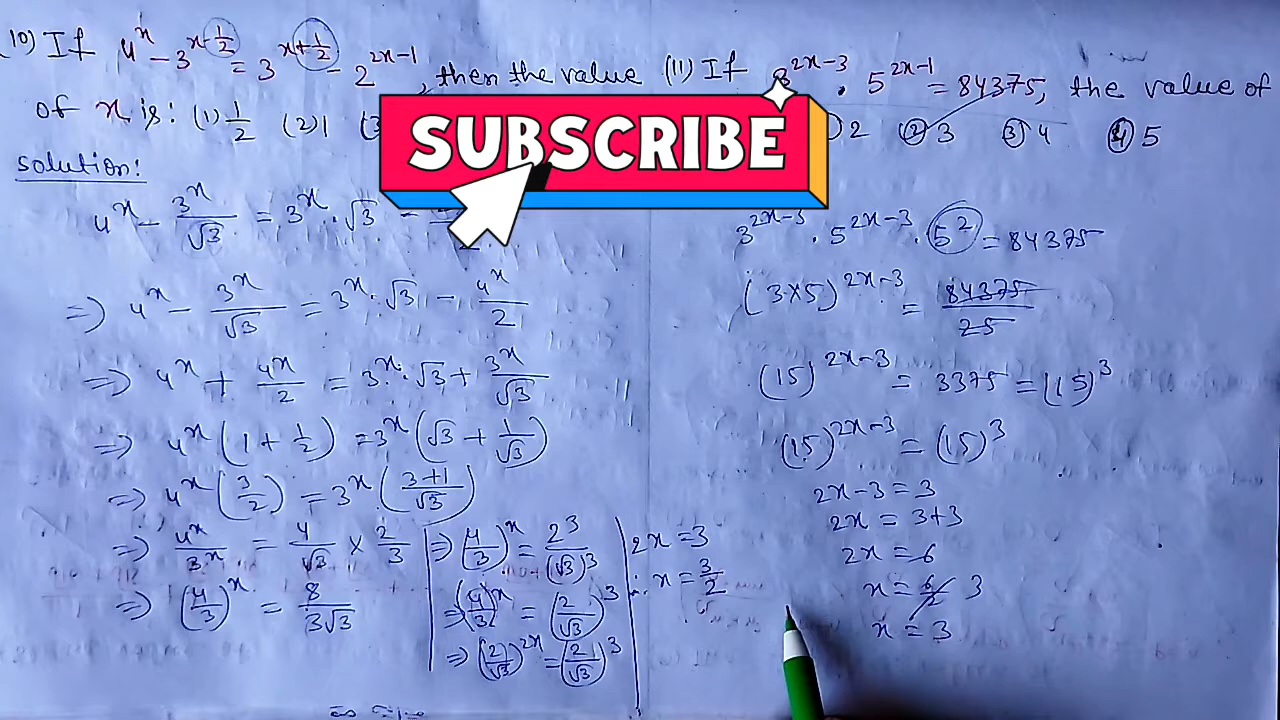 (10) If 4^x - 3^(x-1/2) = 3^(x+1/2) - 2^(2x-1), then the value
of x is: (1) 1/2 (2) 1 (3
solution:
4^x - 3^x/√3 = 3^x · √3 -
⇒ 4^x - 3^x/√3 = 3^x · √3 - 4^x/2
⇒ 4^x + 4^x/2 = 3^x · √3 + 3^x/√3
⇒ 4^x (1 + 1/2) = 3^x (√3 + 1/√3)
⇒ 4^x (3/2) = 3^x ((3+1)/√3)
⇒ 4^x/3^x = 4/√3 × 2/3
⇒ (4/3)^x = 8/(3√3)
⇒ (4/3)^x = 2^3/(√3)^3
⇒ (4/3)^x = (2/√3)^3
⇒ (2/√3)^(2x) = (2/√3)^3
2x = 3
∴ x = 3/2
(11) If 3^(2x-3) · 5^(2x-1) = 84375, the value of
) 2 (2) 3 (3) 4 (4) 5
3^(2x-3) · 5^(2x-3) · 5^2 = 84375
(3×5)^(2x-3) = 84375/25
(15)^(2x-3) = 3375 = (15)^3
(15)^(2x-3) = (15)^3
2x-3 = 3
2x = 3+3
2x = 6
x = 6/2 3
x = 3
SUBSCRIBE